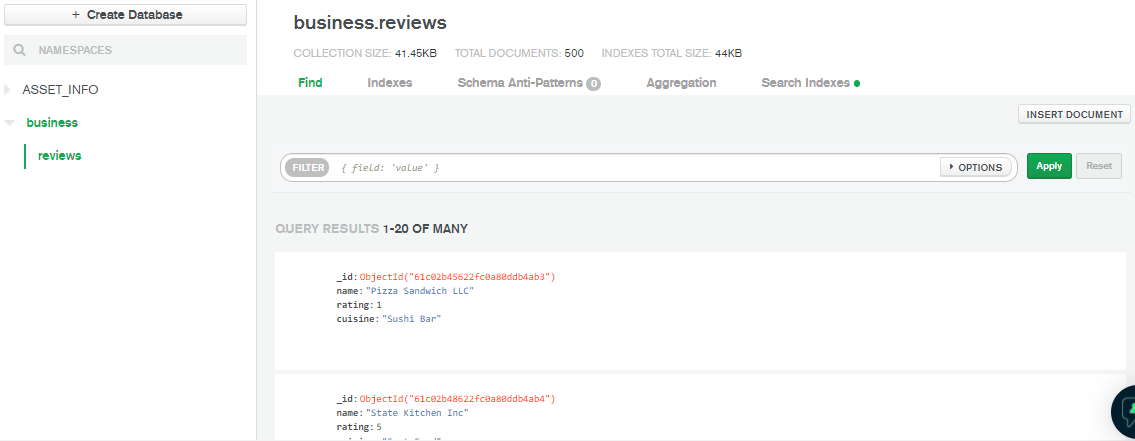 + Create Database
NAMESPACES
ASSET_INFO
business
reviews
business.reviews
COLLECTION SIZE: 41.45KB TOTAL DOCUMENTS: 500 INDEXES TOTAL SIZE: 44KB
Find Indexes Schema Anti-Patterns 0 Aggregation Search Indexes
INSERT DOCUMENT
FILTER { field: 'value' } OPTIONS Apply Reset
QUERY RESULTS 1-20 OF MANY
_id: ObjectId("61c02b45622fc0a80ddb4ab3")
name: "Pizza Sandwich LLC"
rating: 1
cuisine: "Sushi Bar"
_id: ObjectId("61c02b48622fc0a80ddb4ab4")
name: "State Kitchen Inc"
rating: 5